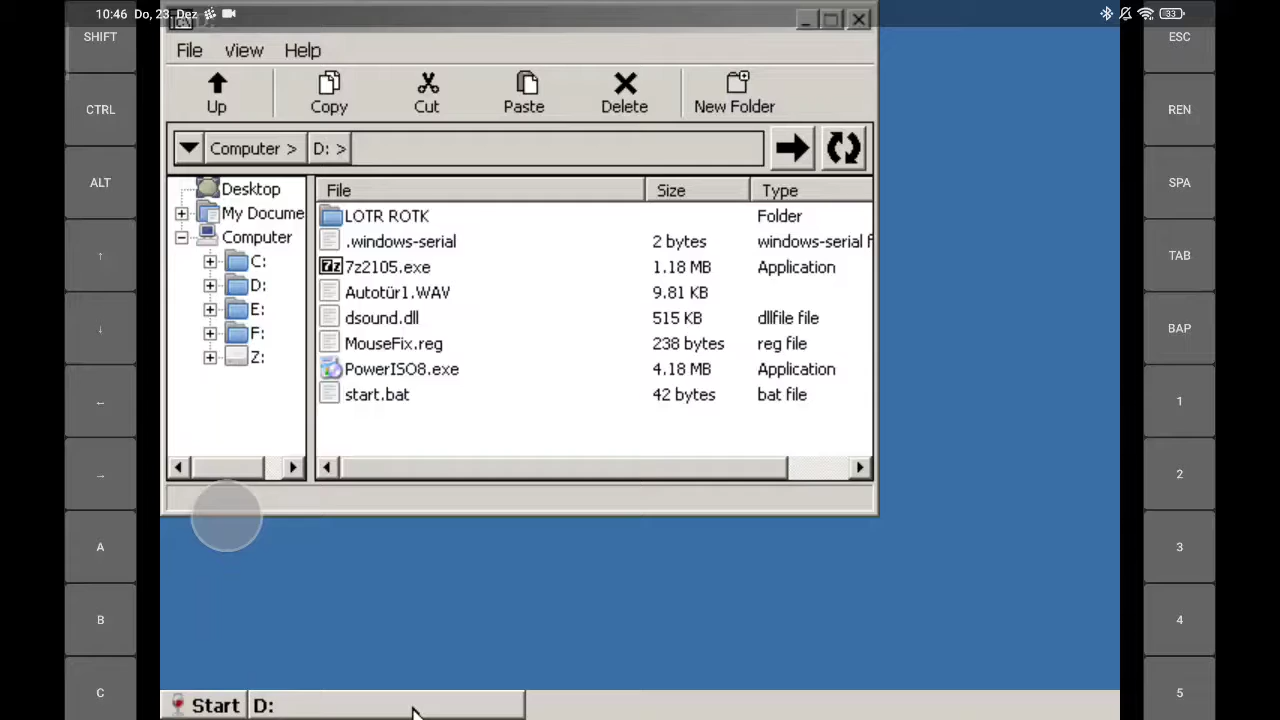 10:46 Do, 23. Dez
33
SHIFT
CTRL
ALT
↑
↓
←
→
A
B
C
File View Help
Up Copy Cut Paste Delete New Folder
Computer > D: >
Desktop
My Docume
Computer
C:
D:
E:
F:
Z:
File Size Type
LOTR ROTK Folder
.windows-serial 2 bytes windows-serial f
7z2105.exe 1.18 MB Application
Autotür1.WAV 9.81 KB
dsound.dll 515 KB dllfile file
MouseFix.reg 238 bytes reg file
PowerISO8.exe 4.18 MB Application
start.bat 42 bytes bat file
Start D:
ESC
REN
SPA
TAB
BAP
1
2
3
4
5